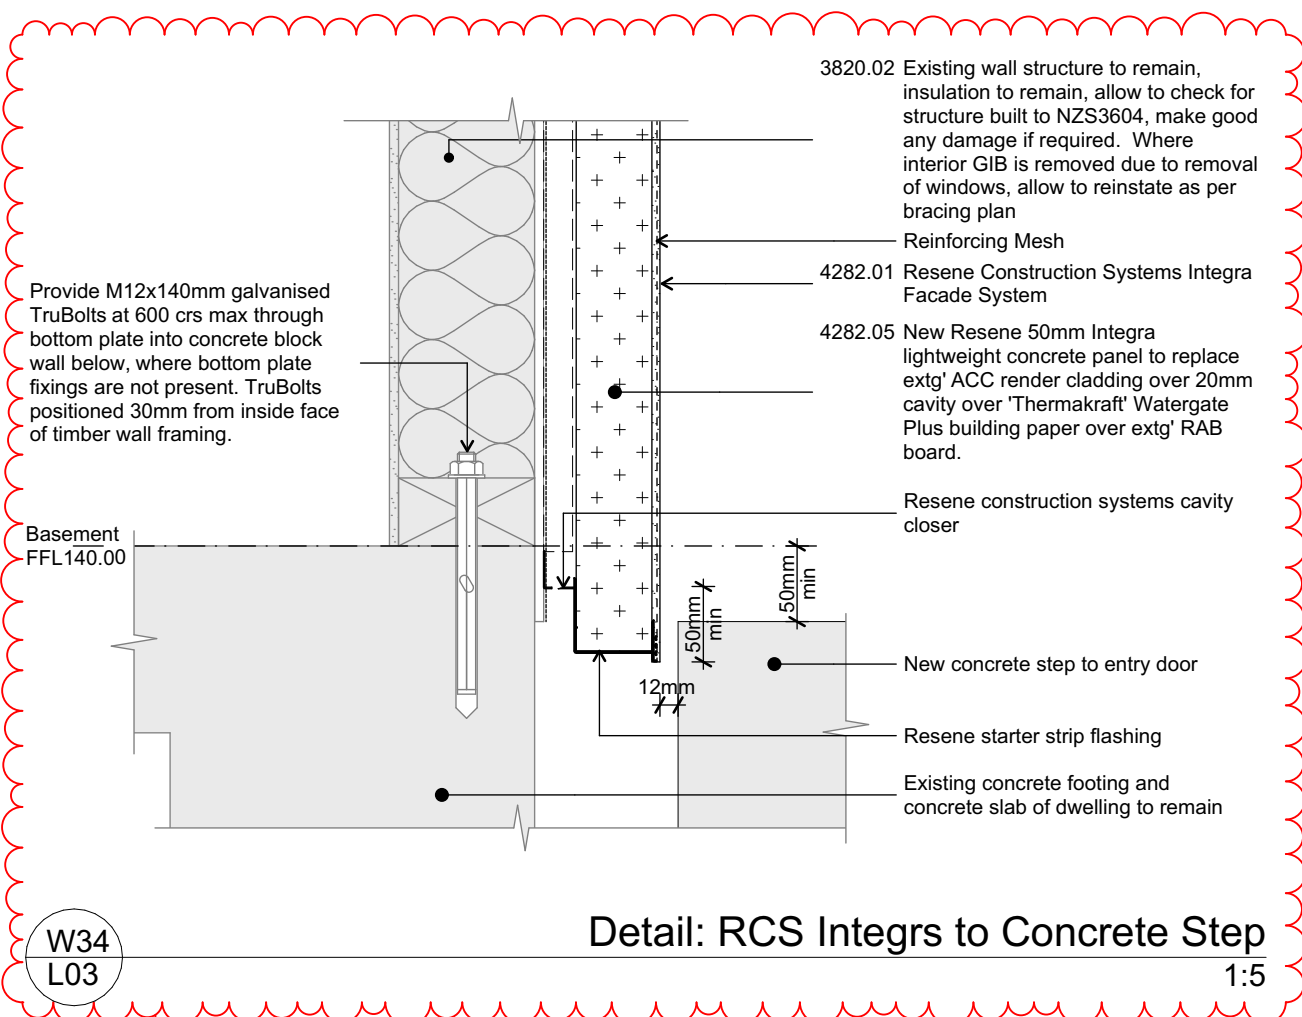 3820.02 Existing wall structure to remain,
insulation to remain, allow to check for
structure built to NZS3604, make good
any damage if required. Where
interior GIB is removed due to removal
of windows, allow to reinstate as per
bracing plan
Reinforcing Mesh
4282.01 Resene Construction Systems Integra
Facade System
4282.05 New Resene 50mm Integra
lightweight concrete panel to replace
extg' ACC render cladding over 20mm
cavity over 'Thermakraft' Watergate
Plus building paper over extg' RAB
board.
Provide M12x140mm galvanised
TruBolts at 600 crs max through
bottom plate into concrete block
wall below, where bottom plate
fixings are not present. TruBolts
positioned 30mm from inside face
of timber wall framing.
Resene construction systems cavity
closer
Basement
FFL140.00
50mm
min
50mm
min
12mm
New concrete step to entry door
Resene starter strip flashing
Existing concrete footing and
concrete slab of dwelling to remain
W34
L03
Detail: RCS Integrs to Concrete Step
1:5